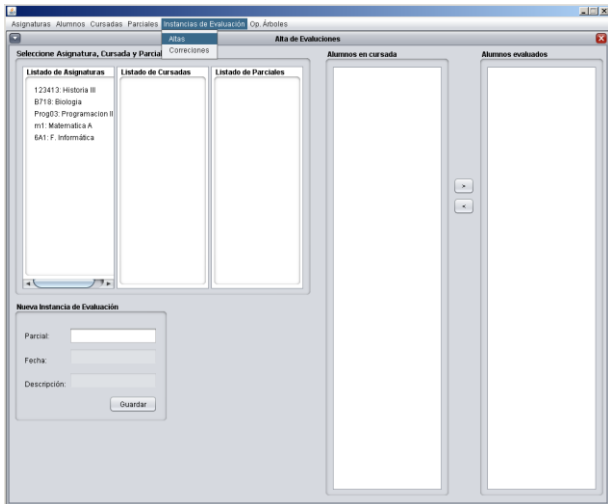 Asignaturas Alumnos Cursadas Parciales Instancias de Evaluación Op. Árboles
Altas
Correciones
Alta de Evaluciones
Seleccione Asignatura, Cursada y Parcial
Listado de Asignaturas
123413: Historia III
B718: Biologia
Prog03: Programacion II
m1: Matematica A
6A1: F. Informática
Listado de Cursadas
Listado de Parciales
Alumnos en cursada
>
<
Alumnos evaluados
Nueva Instancia de Evaluación
Parcial:
Fecha:
Descripción:
Guardar